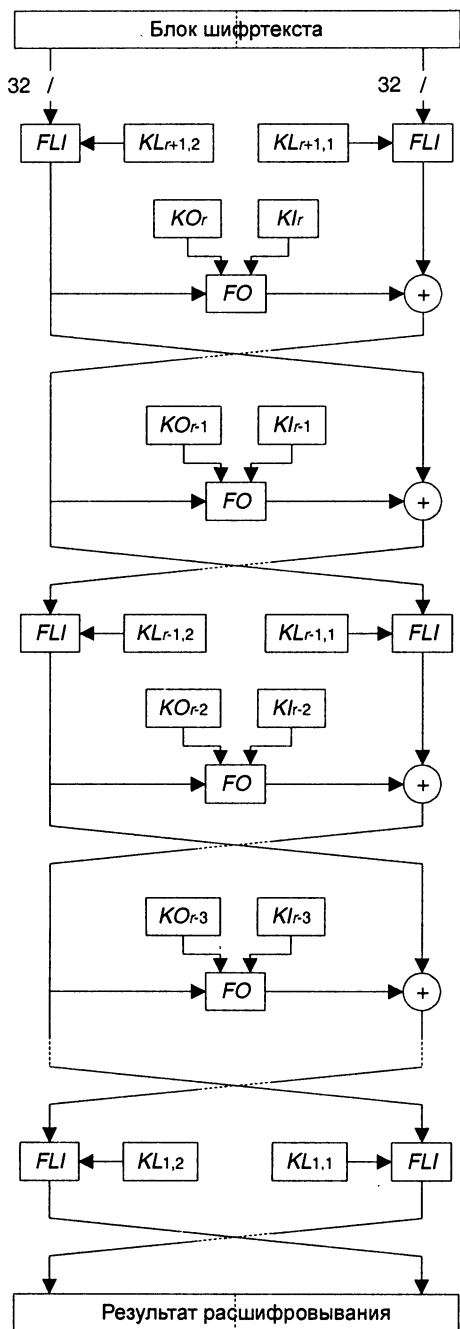 Блок шифртекста
32 / 32 /
FLI KLr+1,2 KLr+1,1 FLI
KOr KIr
FO +
KOr-1 KIr-1
FO +
FLI KLr-1,2 KLr-1,1 FLI
KOr-2 KIr-2
FO +
KOr-3 KIr-3
FO +
FLI KL1,2 KL1,1 FLI
Результат расшифровывания